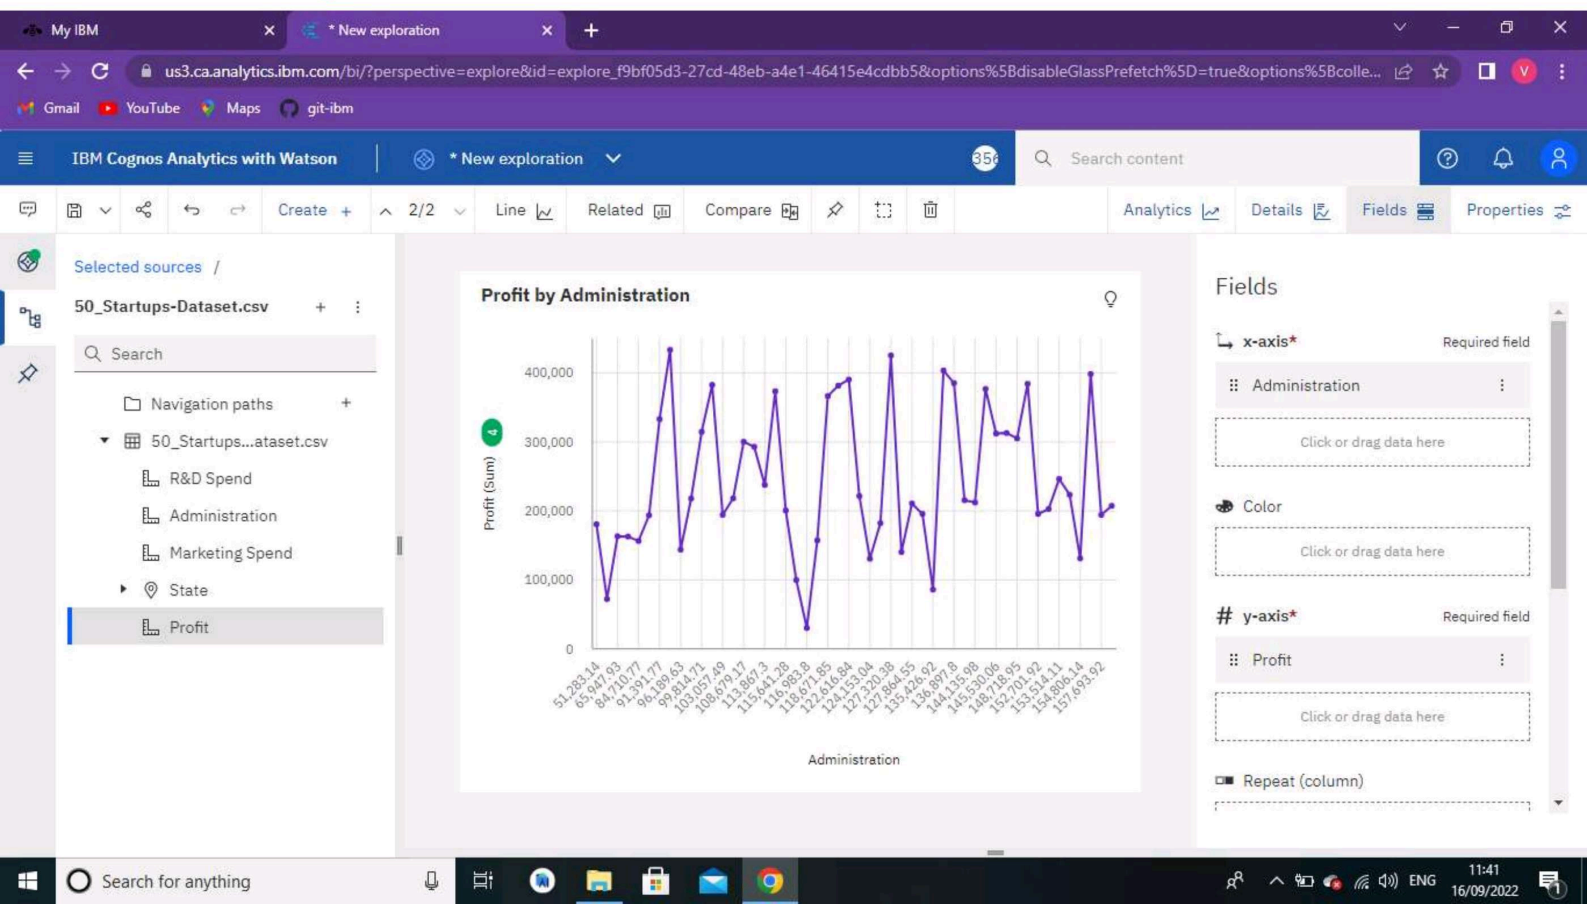 My IBM
* New exploration
us3.ca.analytics.ibm.com/bi/?perspective=explore&id=explore_f9bf05d3-27cd-48eb-a4e1-46415e4cdbb5&options%5BdisableGlassPrefetch%5D=true&options%5Bcolle...
V
Gmail YouTube Maps git-ibm
IBM Cognos Analytics with Watson
* New exploration
356
Search content
Create + 2/2 Line Related Compare
Analytics Details Fields Properties
Selected sources /
50_Startups-Dataset.csv
Search
Navigation paths
50_Startups...ataset.csv
R&D Spend
Administration
Marketing Spend
State
Profit
Profit by Administration
4
Profit (Sum)
400,000
300,000
200,000
100,000
0
51,283.14
65,947.93
84,710.77
91,391.77
96,189.63
99,814.71
103,057.49
108,679.17
113,867.3
115,641.28
116,983.8
118,671.85
122,616.84
124,153.04
127,320.38
127,864.55
135,426.92
136,897.8
144,135.98
145,530.06
148,718.95
152,701.92
153,514.11
154,806.14
157,693.92
Administration
Fields
x-axis* Required field
Administration
Click or drag data here
Color
Click or drag data here
# y-axis* Required field
Profit
Click or drag data here
Repeat (column)
Search for anything
ENG
11:41
16/09/2022
1